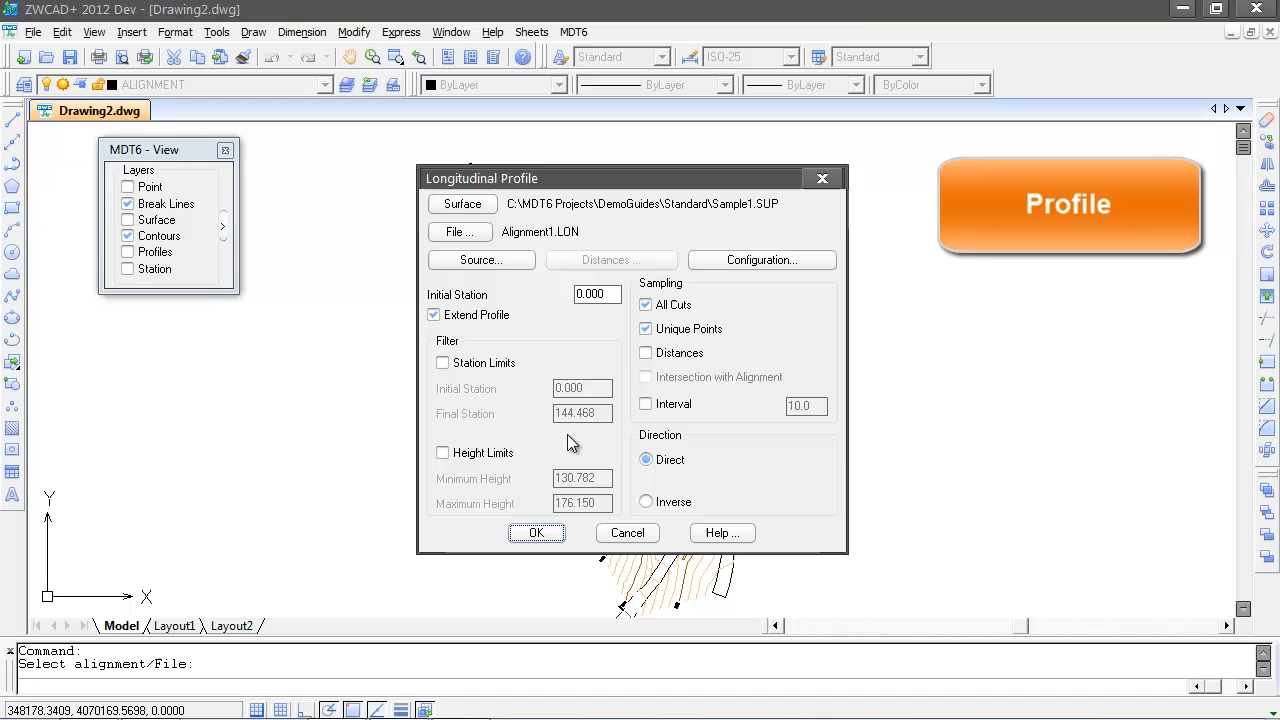 ZWCAD+ 2012 Dev - [Drawing2.dwg]
File Edit View Insert Format Tools Draw Dimension Modify Express Window Help Sheets MDT6
Standard ISO-25 Standard
ALIGNMENT ByLayer ByLayer ByLayer ByColor
Drawing2.dwg
MDT6 - View
Layers
Point
Break Lines
Surface
Contours
Profiles
Station
Longitudinal Profile
Surface C:\MDT6 Projects\DemoGuides\Standard\Sample1.SUP
File ... Alignment1.LON
Source... Distances ... Configuration...
Initial Station 0.000
Extend Profile
Filter
Station Limits
Initial Station 0.000
Final Station 144.468
Height Limits
Minimum Height 130.782
Maximum Height 176.150
Sampling
All Cuts
Unique Points
Distances
Intersection with Alignment
Interval 10.0
Direction
Direct
Inverse
OK Cancel Help ...
Profile
Y
X
Model Layout1 Layout2
Command:
Select alignment/File:
348178.3409, 4070169.5698, 0.0000